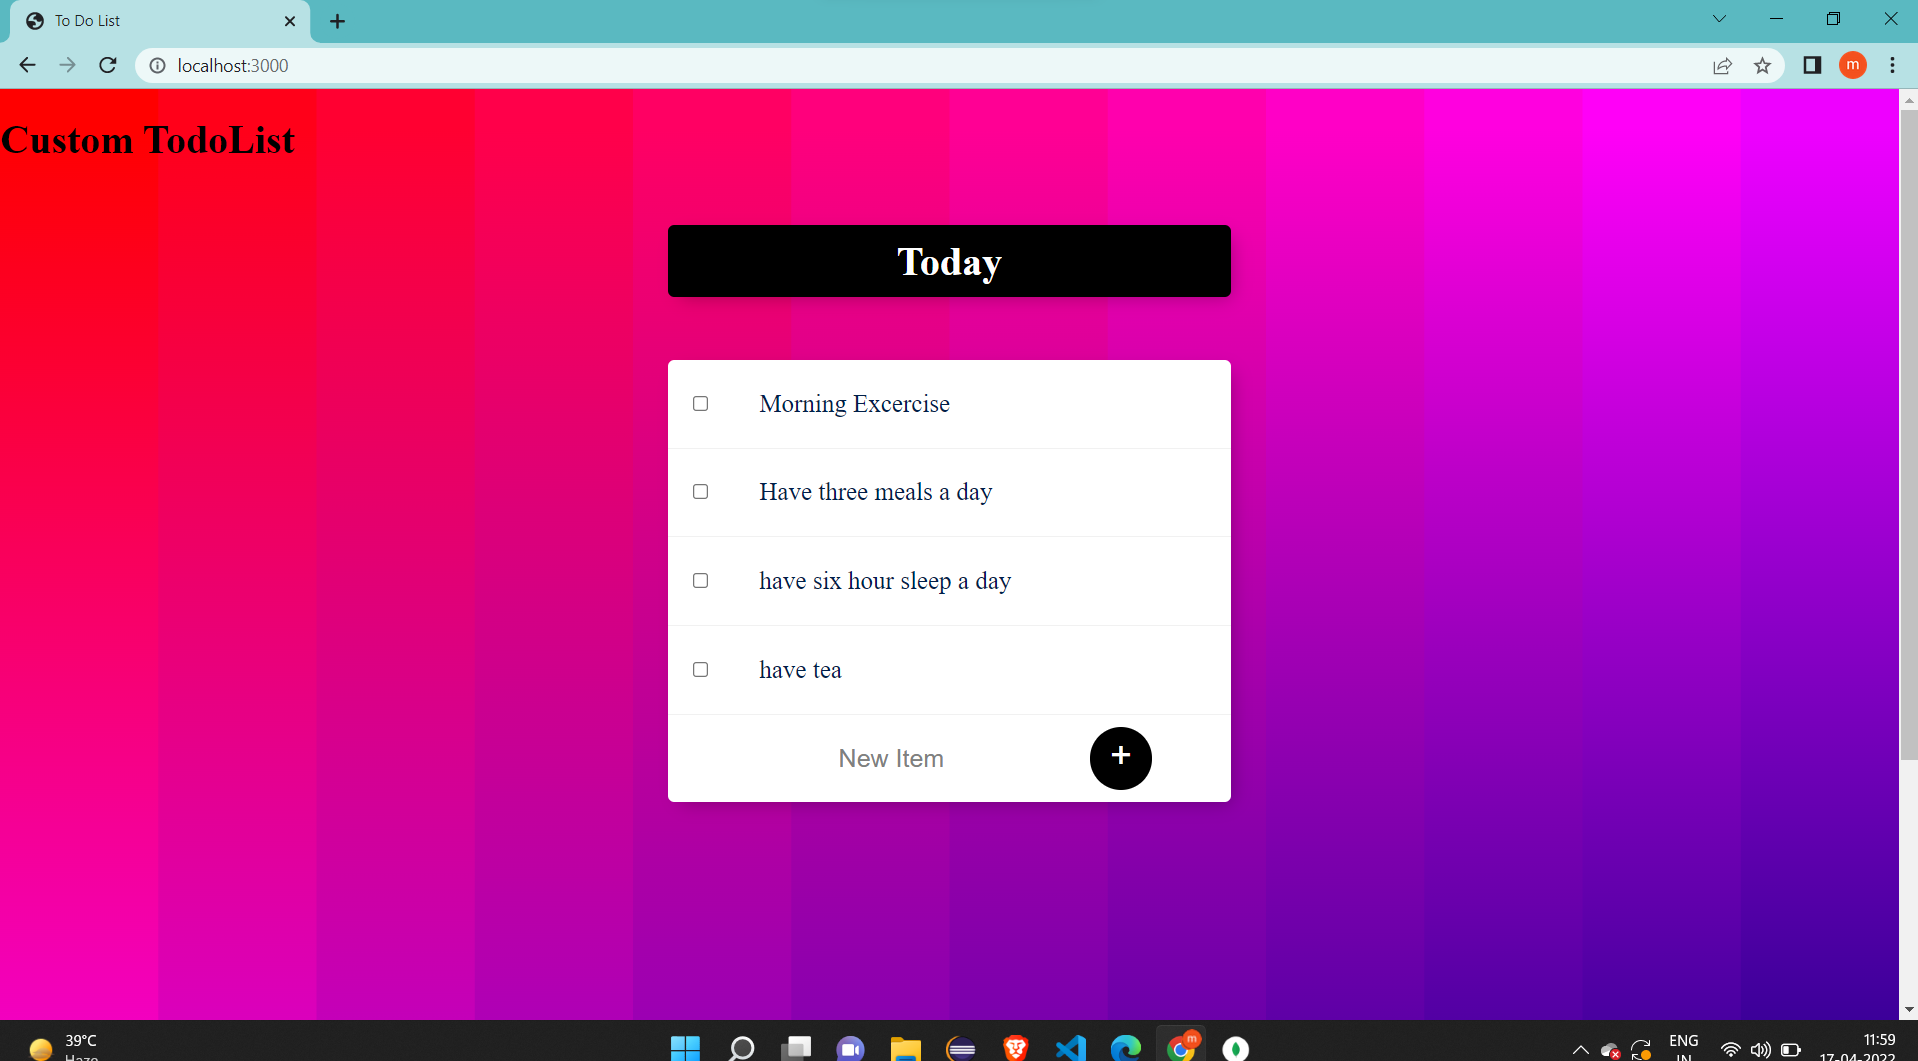 To Do List
localhost:3000
m
Custom TodoList
Today
Morning Excercise
Have three meals a day
have six hour sleep a day
have tea
New Item
+
39°C
Haze
m
ENG
IN
11:59
17-04-2022